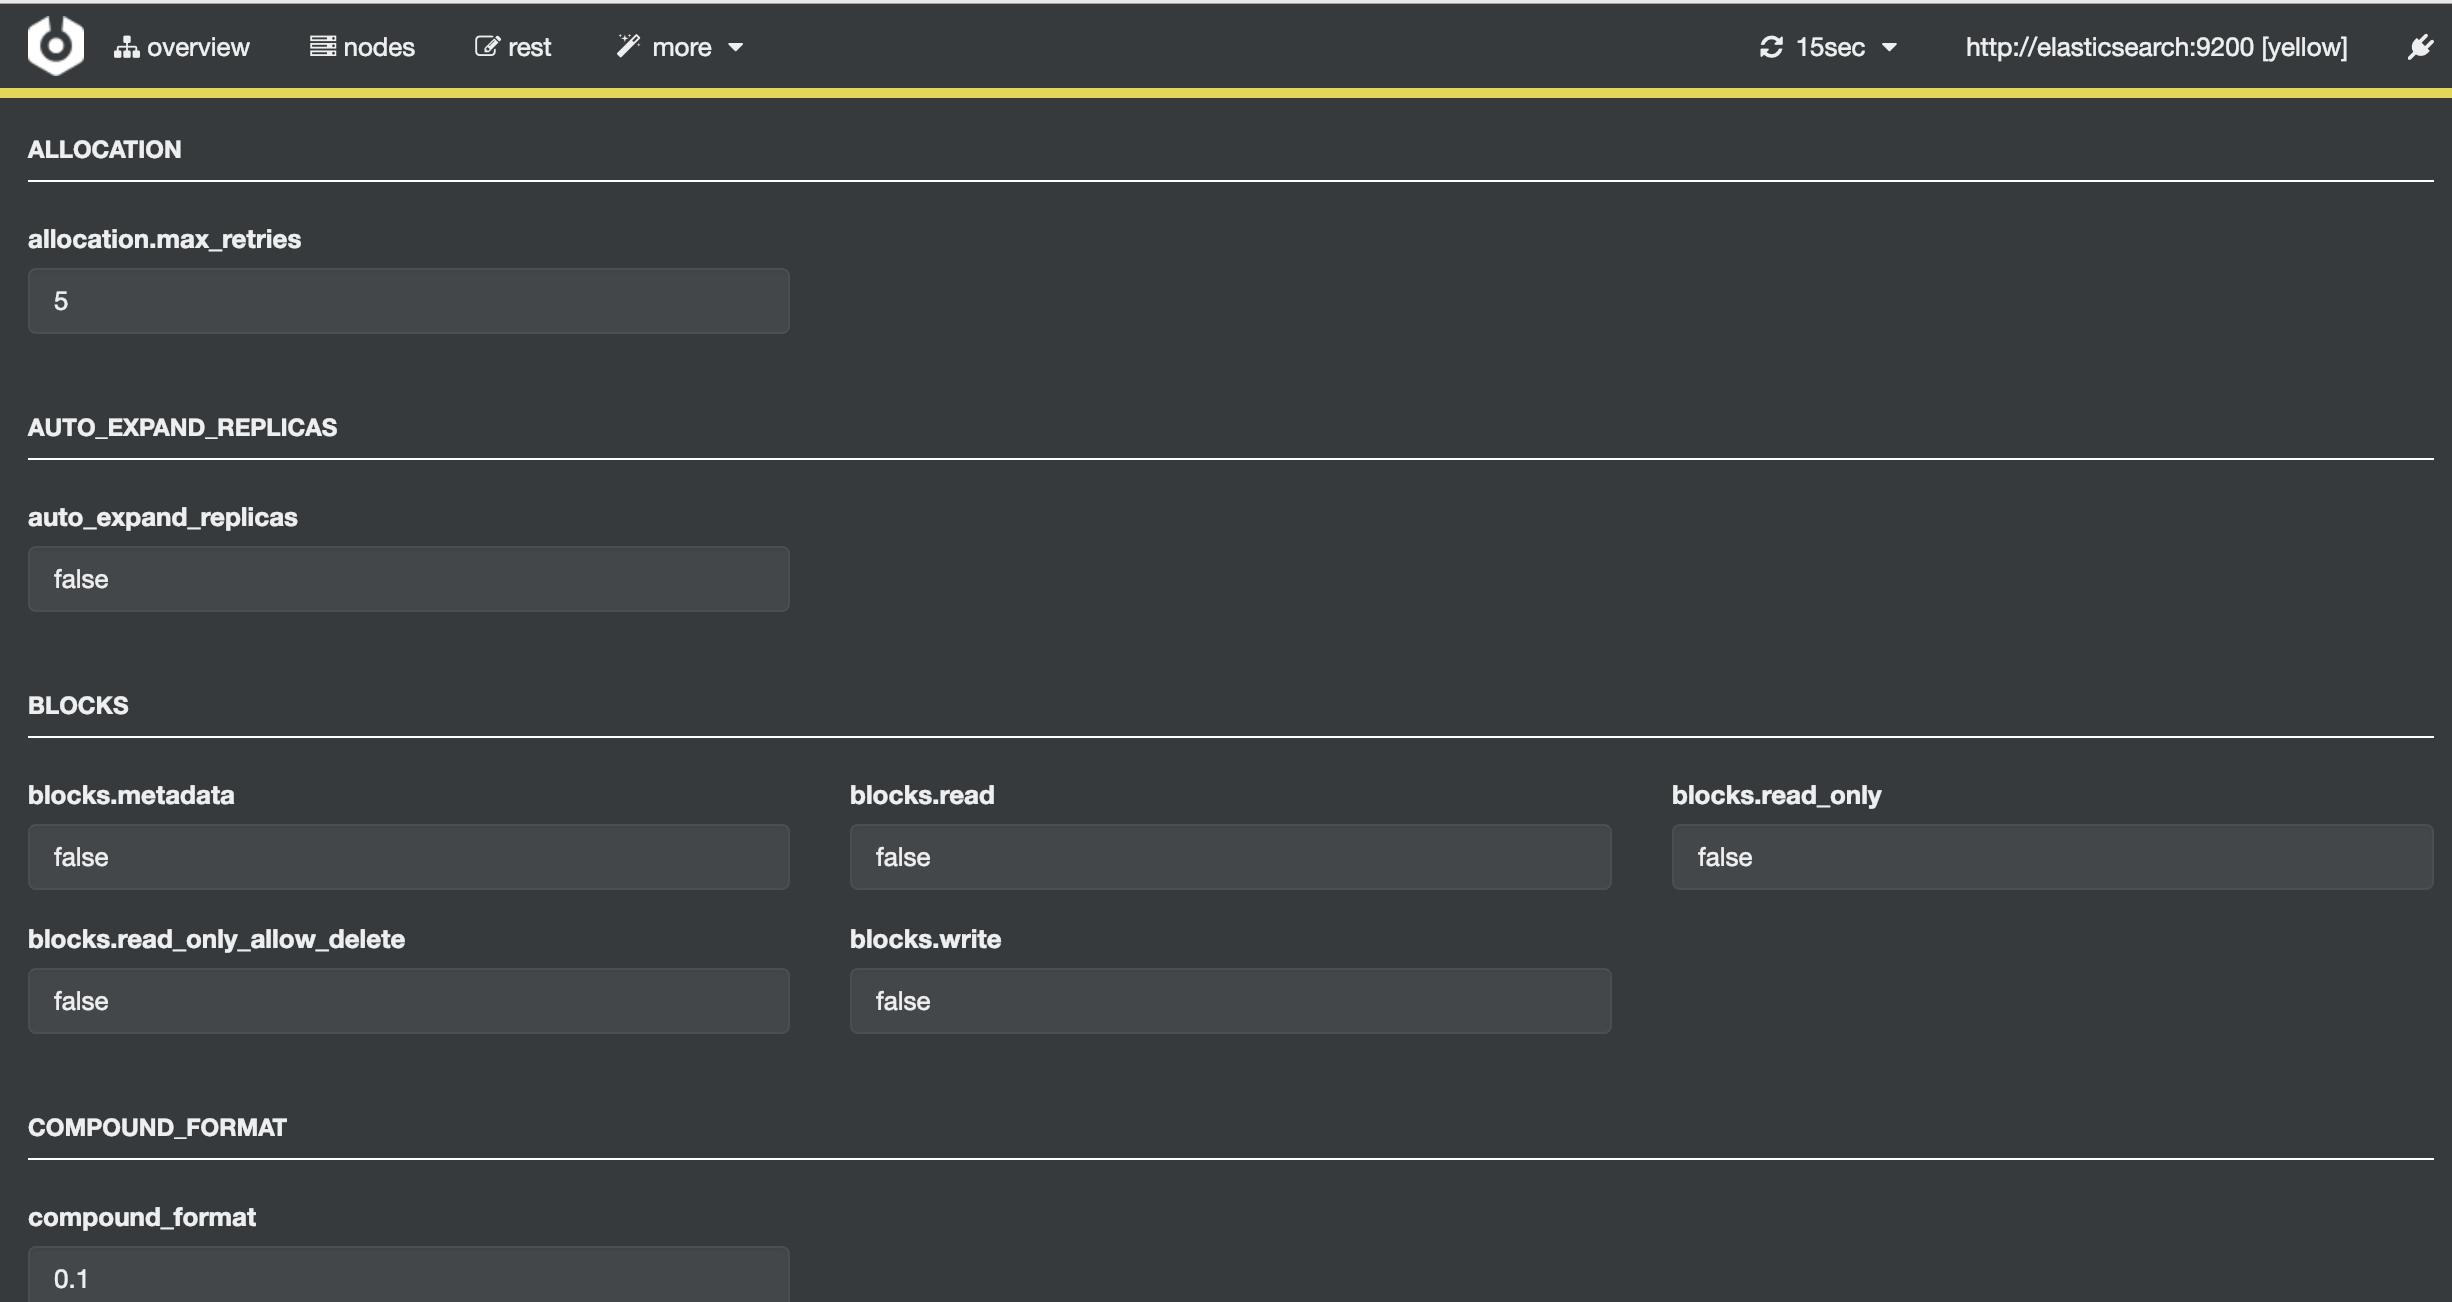 overview nodes rest more 15sec http://elasticsearch:9200 [yellow]
ALLOCATION
allocation.max_retries
5
AUTO_EXPAND_REPLICAS
auto_expand_replicas
false
BLOCKS
blocks.metadata blocks.read blocks.read_only
false false false
blocks.read_only_allow_delete blocks.write
false false
COMPOUND_FORMAT
compound_format
0.1